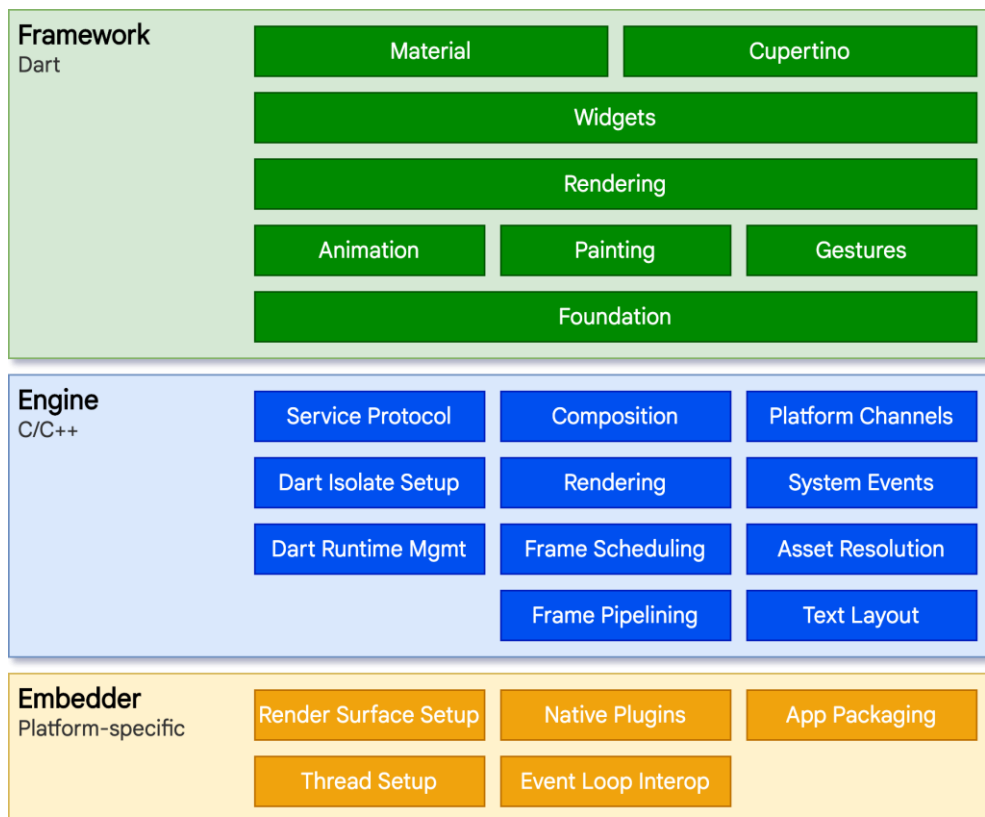 Framework
Dart
Material
Cupertino
Widgets
Rendering
Animation
Painting
Gestures
Foundation
Engine
C/C++
Service Protocol
Composition
Platform Channels
Dart Isolate Setup
Rendering
System Events
Dart Runtime Mgmt
Frame Scheduling
Asset Resolution
Frame Pipelining
Text Layout
Embedder
Platform-specific
Render Surface Setup
Native Plugins
App Packaging
Thread Setup
Event Loop Interop